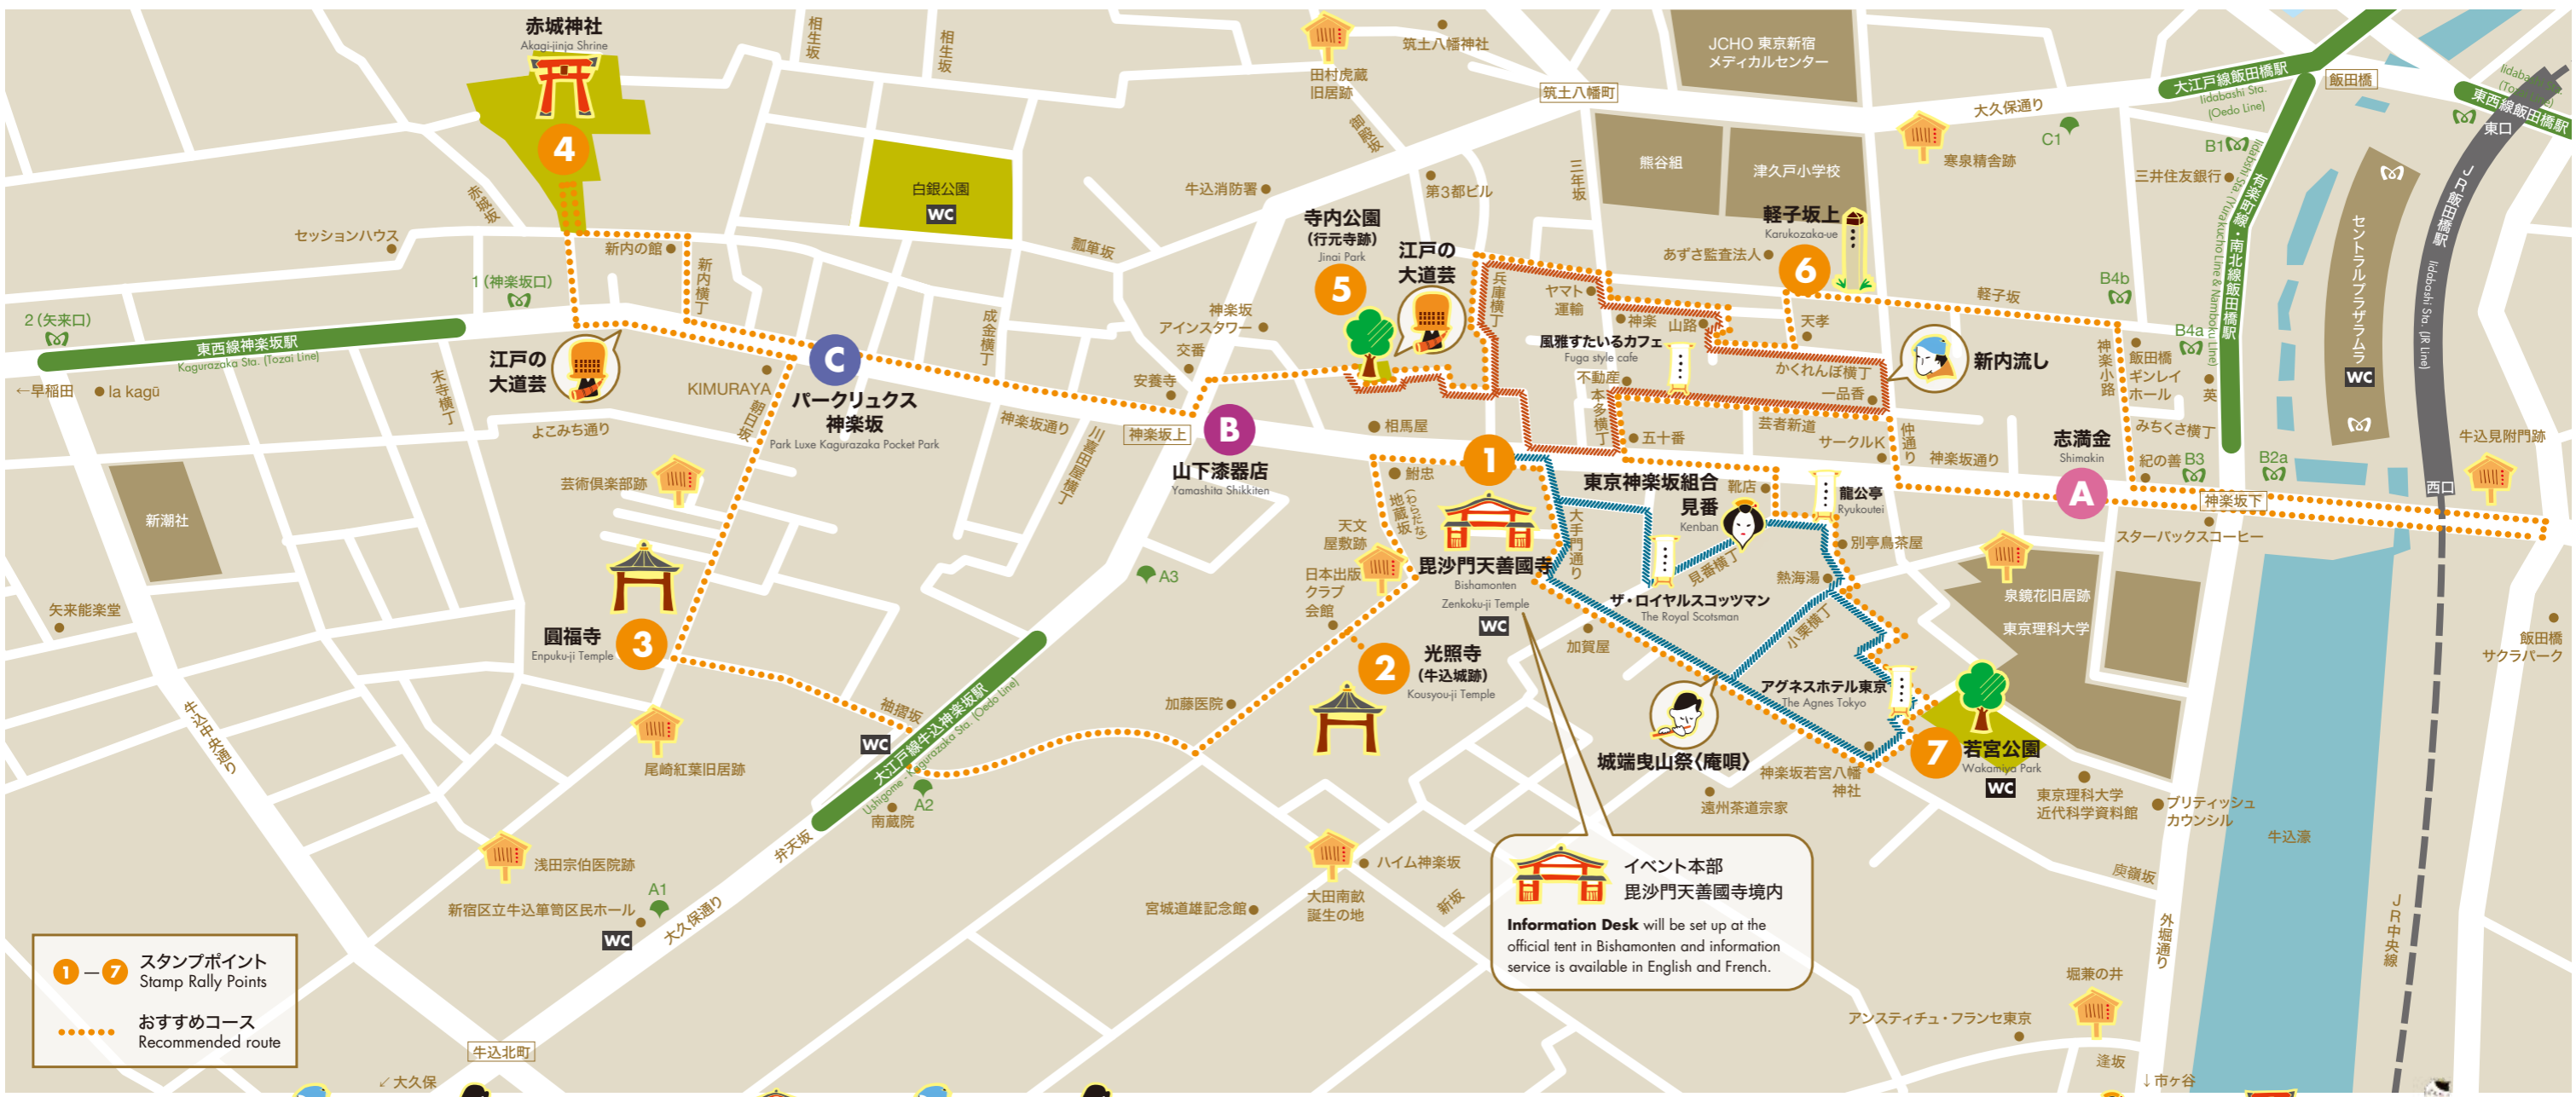 赤城神社
Akagi-jinja Shrine
4
相生坂
相生坂
田村虎蔵
旧居跡
筑土八幡神社
御殿坂
JCHO 東京新宿
メディカルセンター
筑土八幡町
大江戸線飯田橋駅
Iidabashi Sta.
(Oedo Line)
飯田橋
東西線飯田橋駅
東口
大久保通り
C1
B1
三井住友銀行
寒泉精舎跡
熊谷組
津久戸小学校
三年坂
牛込消防署
第3都ビル
白銀公園
WC
赤城坂
セッションハウス
新内の館
新内横丁
瓢箪坂
1 (神楽坂口)
2 (矢来口)
東西線神楽坂駅
Kagurazaka Sta. (Tozai Line)
←早稲田
la kagū
末寺横丁
江戸の
大道芸
よこみち通り
KIMURAYA
朝日坂
C
パークリュクス
神楽坂
Park Luxe Kagurazaka Pocket Park
成金横丁
神楽坂
アインスタワー
交番
安養寺
神楽坂通り
川喜田屋横丁
神楽坂上
B
山下漆器店
Yamashita Shikkiten
寺内公園
(行元寺跡)
Jinai Park
5
江戸の
大道芸
兵庫横丁
ヤマト
運輸
神楽
山路
風雅すたいるカフェ
Fuga style cafe
不動産
本多横丁
五十番
相馬屋
軽子坂上
Karukozaka-ue
あずさ監査法人
6
天孝
かくれんぼ横丁
一品香
芸者新道
サークルK
仲通り
新内流し
軽子坂
神楽小路
B4b
B4a
飯田橋
ギンレイ
ホール
英
みちくさ横丁
紀の善
B3
B2a
志満金
Shimakin
A
神楽坂通り
神楽坂下
スターバックスコーヒー
有楽町線・南北線飯田橋駅
Iidabashi Sta. (Yurakucho Line & Namboku Line)
セントラルプラザラムラ
WC
JR飯田橋駅
Iidabashi Sta. (JR Line)
西口
牛込見附門跡
飯田橋
サクラパーク
新潮社
矢来能楽堂
芸術倶楽部跡
圓福寺
Enpuku-ji Temple
3
尾崎紅葉旧居跡
袖摺坂
WC
大江戸線牛込神楽坂駅
Ushigome - Kagurazaka Sta. (Oedo Line)
A3
A2
南蔵院
弁天坂
加藤医院
1
鮒忠
地蔵坂
(わらだな)
天文
屋敷跡
日本出版
クラブ
会館
毘沙門天善國寺
Bishamonten
Zenkoku-ji Temple
WC
2
光照寺
(牛込城跡)
Kousyou-ji Temple
大手門通り
東京神楽坂組合
見番
Kenban
靴店
龍公亭
Ryukoutei
別亭鳥茶屋
見番横丁
熱海湯
ザ・ロイヤルスコッツマン
The Royal Scotsman
加賀屋
小栗横丁
泉鏡花旧居跡
東京理科大学
アグネスホテル東京
The Agnes Tokyo
城端曳山祭〈庵唄〉
神楽坂若宮八幡
神社
遠州茶道宗家
7
若宮公園
Wakamiya Park
WC
東京理科大学
近代科学資料館
ブリティッシュ
カウンシル
庾嶺坂
外堀通り
牛込濠
JR中央線
牛込中央通り
浅田宗伯医院跡
新宿区立牛込箪笥区民ホール
A1
WC
大久保通り
牛込北町
↙大久保
宮城道雄記念館
大田南畝
誕生の地
ハイム神楽坂
新坂
イベント本部
毘沙門天善國寺境内
Information Desk will be set up at the
official tent in Bishamonten and information
service is available in English and French.
堀兼の井
アンスティチュ・フランセ東京
逢坂
↓市ヶ谷
1 — 7 スタンプポイント
Stamp Rally Points
おすすめコース
Recommended route